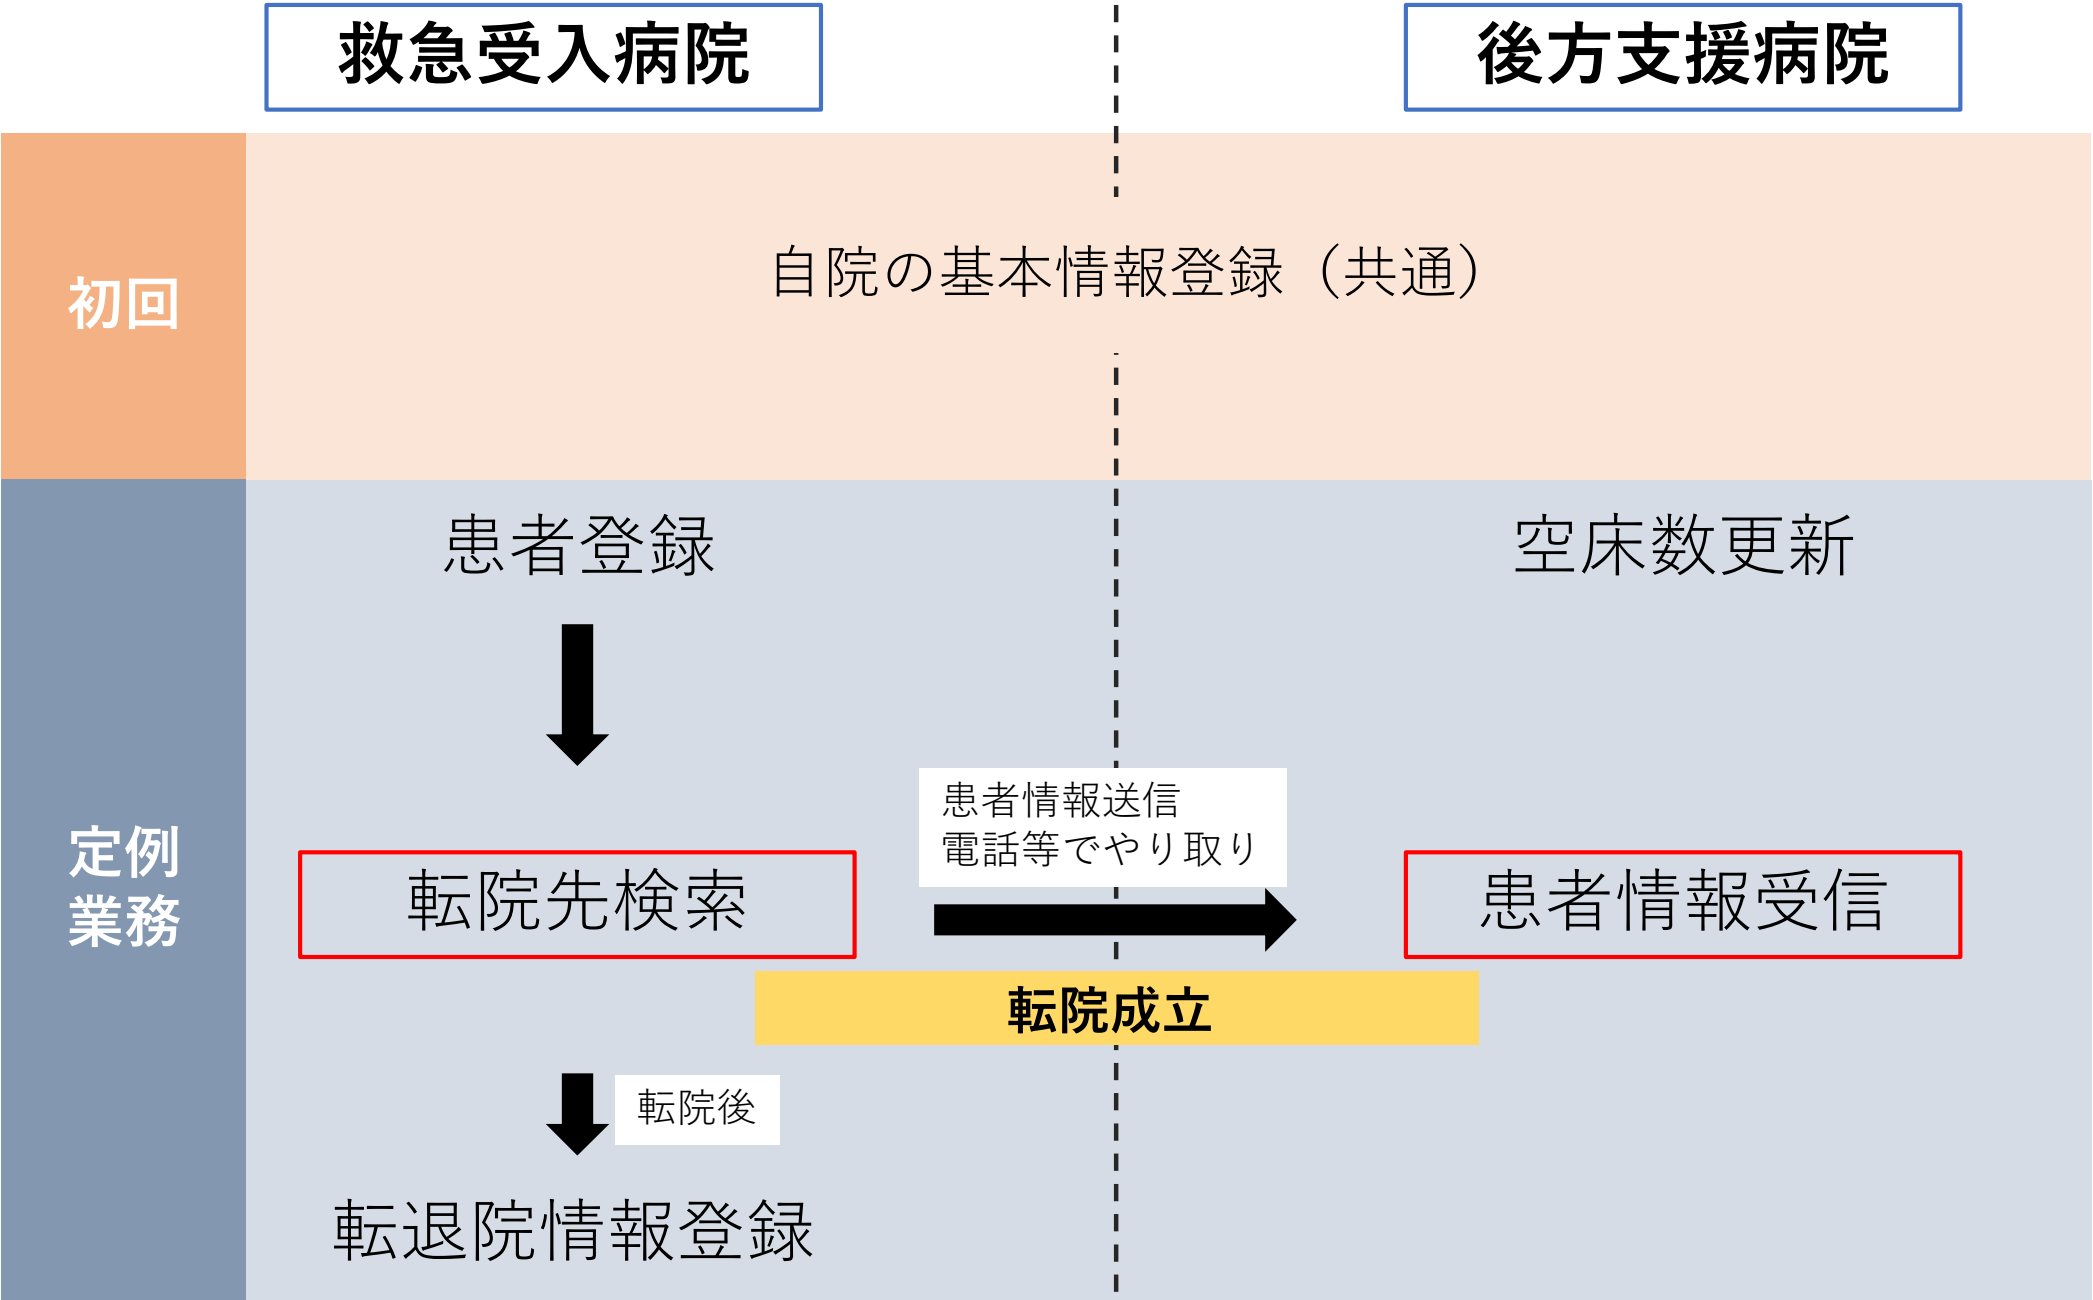 救急受入病院
後方支援病院
初回
自院の基本情報登録（共通）
定例
業務
患者登録
空床数更新
患者情報送信
電話等でやり取り
転院先検索
患者情報受信
転院成立
転院後
転退院情報登録